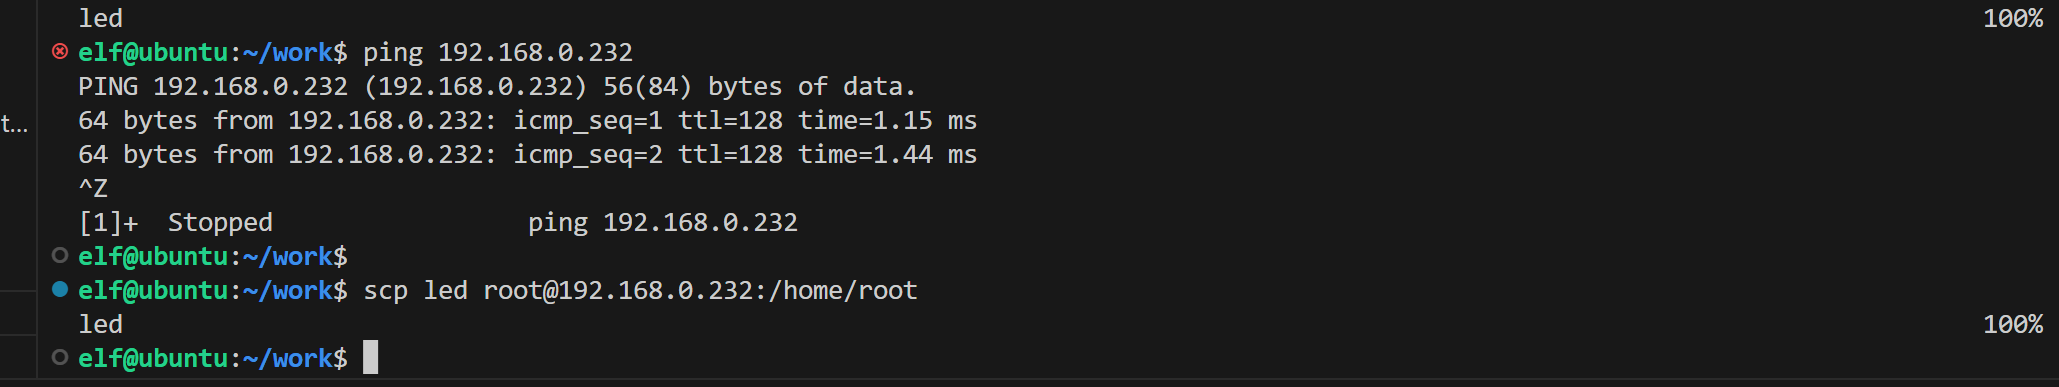 led 100%
elf@ubuntu:~/work$ ping 192.168.0.232
PING 192.168.0.232 (192.168.0.232) 56(84) bytes of data.
t...
64 bytes from 192.168.0.232: icmp_seq=1 ttl=128 time=1.15 ms
64 bytes from 192.168.0.232: icmp_seq=2 ttl=128 time=1.44 ms
^Z
[1]+  Stopped                 ping 192.168.0.232
elf@ubuntu:~/work$
elf@ubuntu:~/work$ scp led root@192.168.0.232:/home/root
led 100%
elf@ubuntu:~/work$